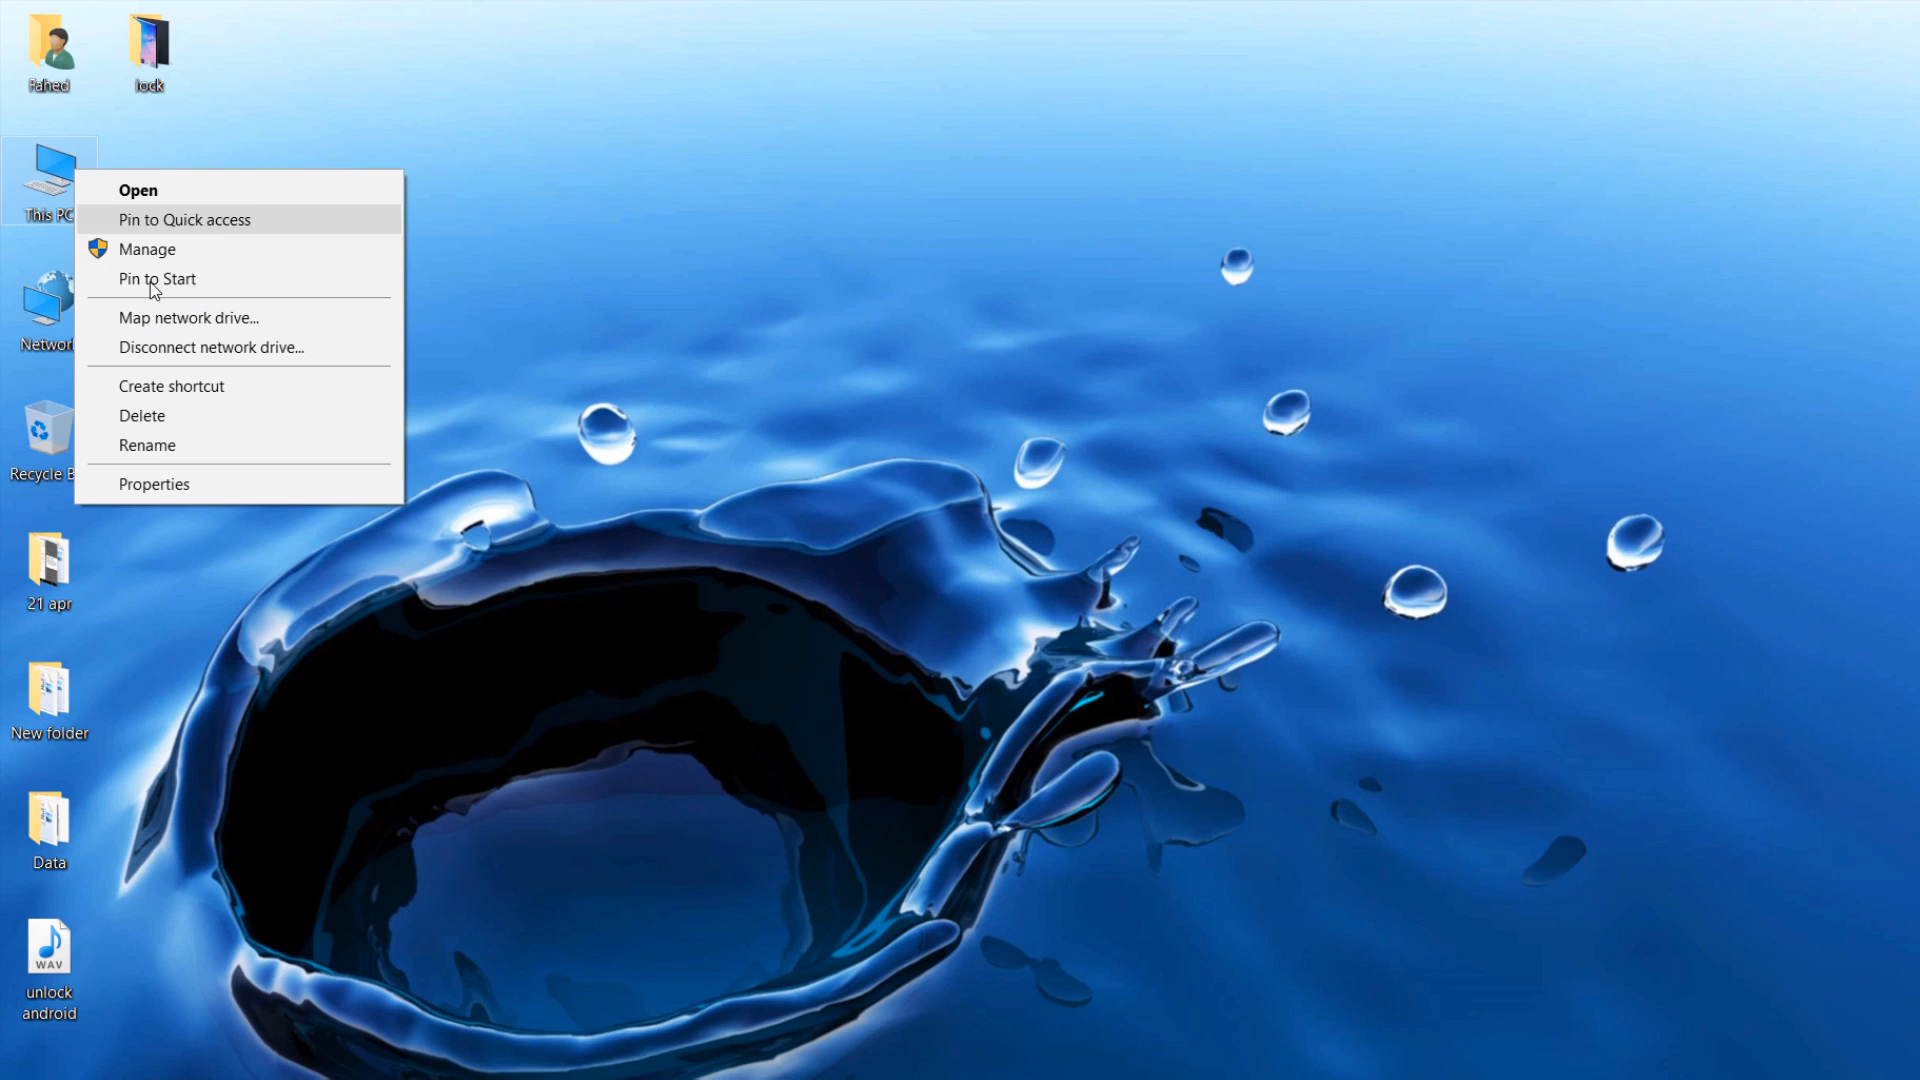 Fahed
lock
This PC
Open
Pin to Quick access
Manage
Pin to Start
Map network drive...
Disconnect network drive...
Create shortcut
Delete
Rename
Properties
Network
Recycle B
21 apr
New folder
Data
WAV
unlock
android